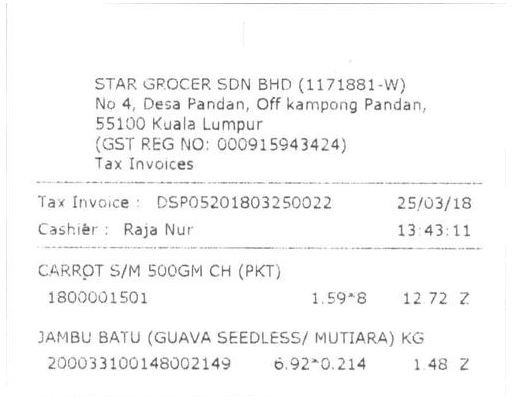 STAR GROCER SDN BHD (1171881-W)
No 4, Desa Pandan, Off kampong Pandan,
55100 Kuala Lumpur
(GST REG NO: 000915943424)
Tax Invoices
Tax Invoice : DSP05201803250022 25/03/18
Cashier : Raja Nur 13:43:11
CARROT S/M 500GM CH (PKT)
1800001501 1.59*8 12.72 Z
JAMBU BATU (GUAVA SEEDLESS/ MUTIARA) KG
200033100148002149 6.92*0.214 1.48 Z